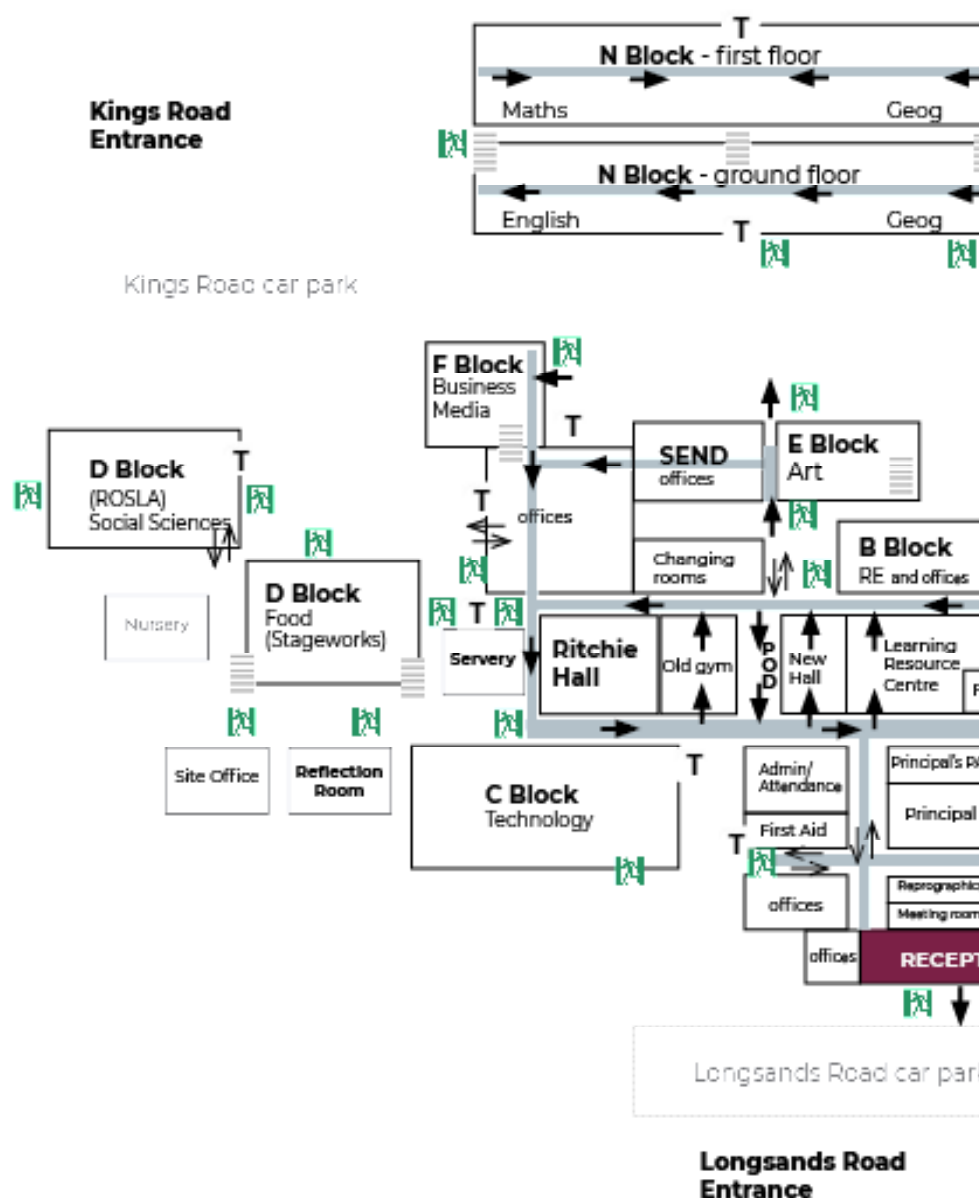 T
N Block - first floor
Maths
Geog
Kings Road
Entrance
N Block - ground floor
English
Geog
T
Kings Road car park
F Block
Business
Media
T
SEND
offices
E Block
Art
D Block
(ROSLA)
Social Sciences
T
T
offices
Changing
rooms
B Block
RE and offices
D Block
Food
(Stageworks)
Nursery
T
Servery
Ritchie
Hall
Old gym
POD
New
Hall
Learning
Resource
Centre
Site Office
Reflection
Room
C Block
Technology
T
Admin/
Attendance
First Aid
T
Principal's
Principal
offices
Meeting room
offices
Longsands Road car
Longsands Road
Entrance